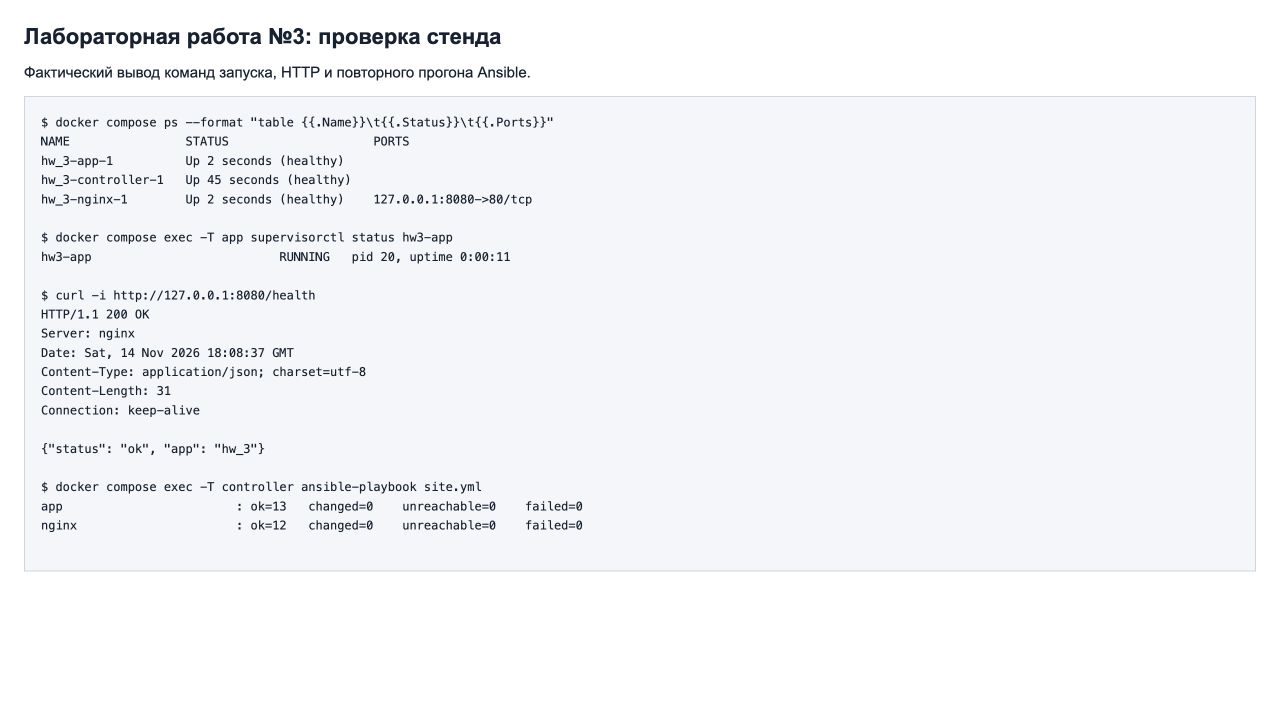 Лабораторная работа №3: проверка стенда
Фактический вывод команд запуска, HTTP и повторного прогона Ansible.
$ docker compose ps --format "table {{.Name}}\t{{.Status}}\t{{.Ports}}"
NAME                STATUS                    PORTS
hw_3-app-1          Up 2 seconds (healthy)
hw_3-controller-1   Up 45 seconds (healthy)
hw_3-nginx-1        Up 2 seconds (healthy)    127.0.0.1:8080->80/tcp
$ docker compose exec -T app supervisorctl status hw3-app
hw3-app                          RUNNING   pid 20, uptime 0:00:11
$ curl -i http://127.0.0.1:8080/health
HTTP/1.1 200 OK
Server: nginx
Date: Sat, 14 Nov 2026 18:08:37 GMT
Content-Type: application/json; charset=utf-8
Content-Length: 31
Connection: keep-alive
{"status": "ok", "app": "hw_3"}
$ docker compose exec -T controller ansible-playbook site.yml
app                        : ok=13   changed=0    unreachable=0    failed=0
nginx                      : ok=12   changed=0    unreachable=0    failed=0